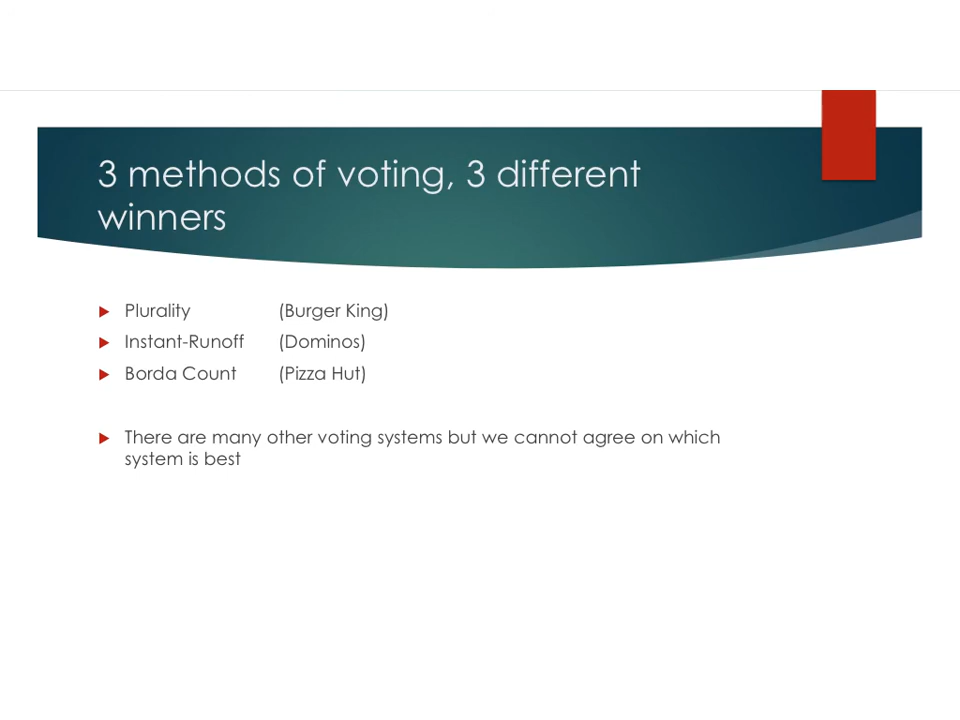 3 methods of voting, 3 different
winners
Plurality (Burger King)
Instant-Runoff (Dominos)
Borda Count (Pizza Hut)
There are many other voting systems but we cannot agree on which
system is best